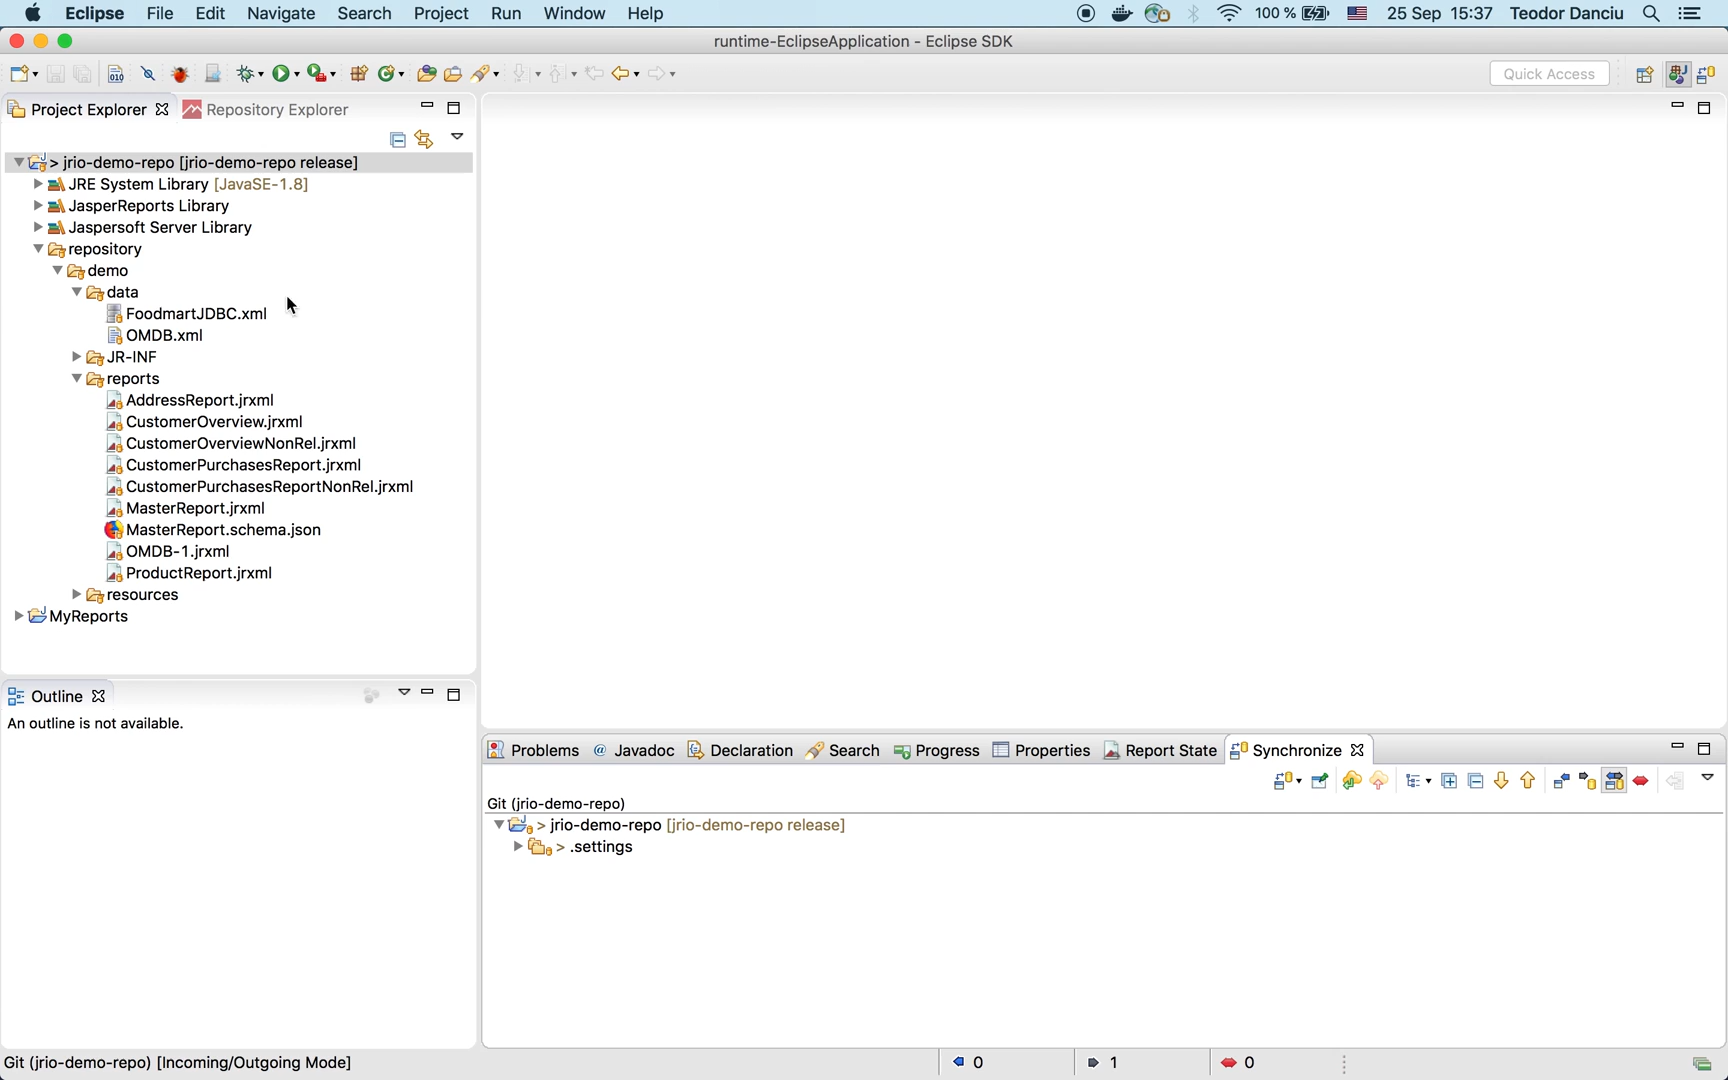 Eclipse File Edit Navigate Search Project Run Window Help 100 % 25 Sep 15:37 Teodor Danciu
runtime-EclipseApplication - Eclipse SDK
010 Quick Access
Project Explorer Repository Explorer
> jrio-demo-repo [jrio-demo-repo release]
JRE System Library [JavaSE-1.8]
JasperReports Library
Jaspersoft Server Library
repository
demo
data
FoodmartJDBC.xml
OMDB.xml
JR-INF
reports
AddressReport.jrxml
CustomerOverview.jrxml
CustomerOverviewNonRel.jrxml
CustomerPurchasesReport.jrxml
CustomerPurchasesReportNonRel.jrxml
MasterReport.jrxml
MasterReport.schema.json
OMDB-1.jrxml
ProductReport.jrxml
resources
MyReports
Outline
An outline is not available.
Problems @ Javadoc Declaration Search Progress Properties Report State Synchronize
Git (jrio-demo-repo)
> jrio-demo-repo [jrio-demo-repo release]
> .settings
Git (jrio-demo-repo) [Incoming/Outgoing Mode] 0 1 0